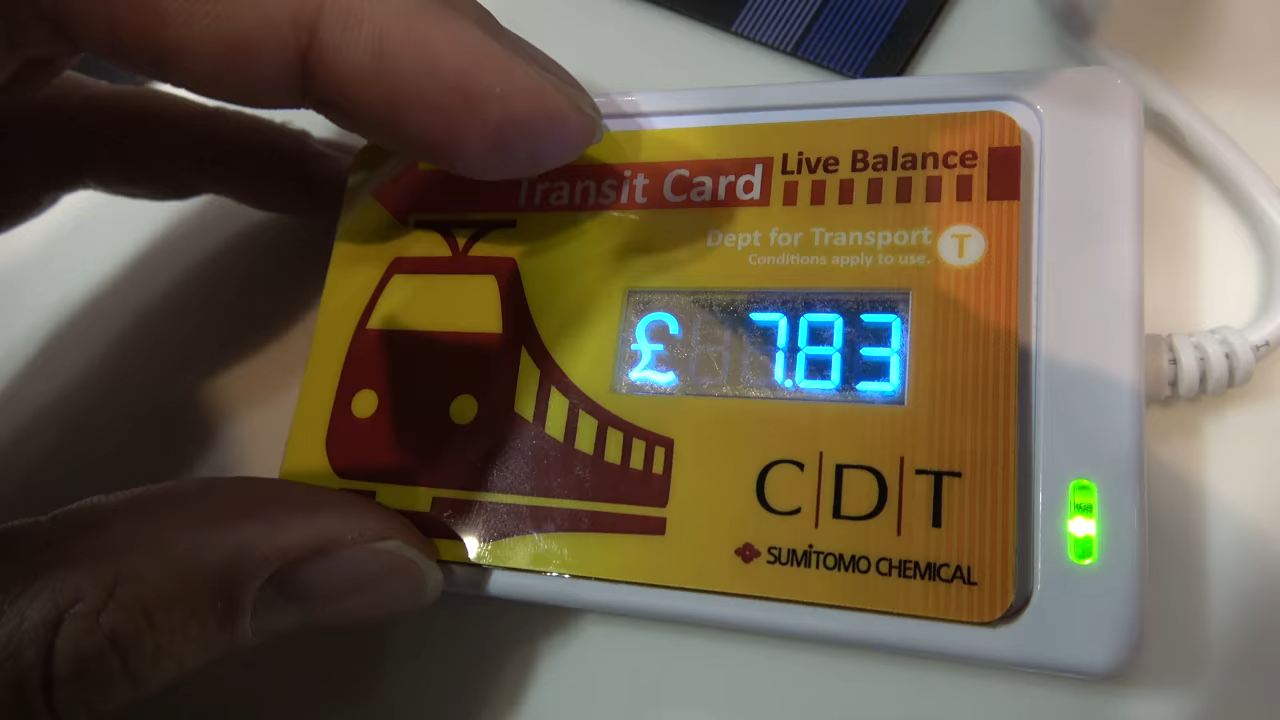 Transit Card
Live Balance
Dept for Transport T
Conditions apply to use.
£ 7.83
C|D|T
SUMITOMO CHEMICAL